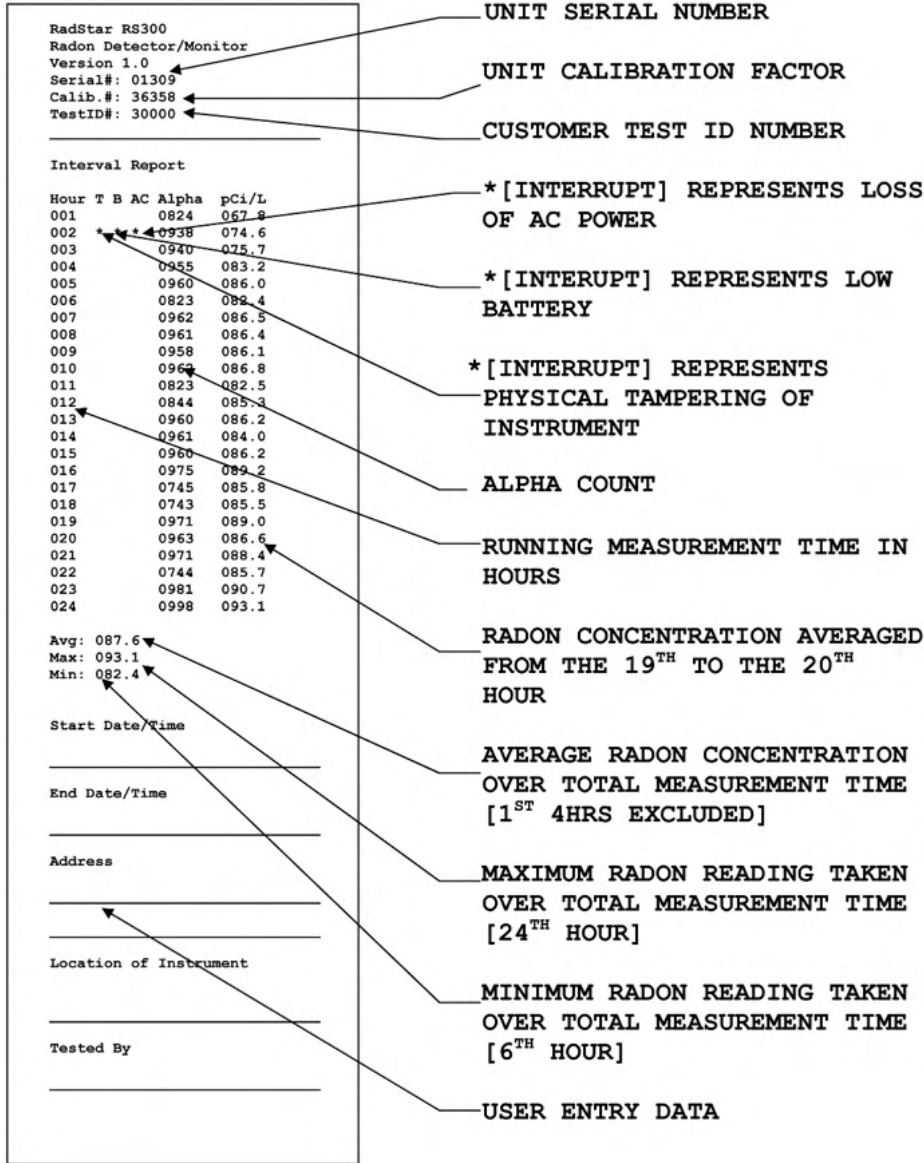 RadStar RS300
Radon Detector/Monitor
Version 1.0
Serial#: 01309
Calib.#: 36358
TestID#: 30000
Interval Report
Hour T B AC Alpha pCi/L
001 0824 067.8
002 * * * 0938 074.6
003 0940 075.7
004 0955 083.2
005 0960 086.0
006 0823 082.4
007 0962 086.5
008 0961 086.4
009 0958 086.1
010 0962 086.8
011 0823 082.5
012 0844 085.3
013 0960 086.2
014 0961 084.0
015 0960 086.2
016 0975 089.2
017 0745 085.8
018 0743 085.5
019 0971 089.0
020 0963 086.6
021 0971 088.4
022 0744 085.7
023 0981 090.7
024 0998 093.1
Avg: 087.6
Max: 093.1
Min: 082.4
Start Date/Time
End Date/Time
Address
Location of Instrument
Tested By
UNIT SERIAL NUMBER
UNIT CALIBRATION FACTOR
CUSTOMER TEST ID NUMBER
*[INTERRUPT] REPRESENTS LOSS
OF AC POWER
*[INTERUPT] REPRESENTS LOW
BATTERY
*[INTERRUPT] REPRESENTS
PHYSICAL TAMPERING OF
INSTRUMENT
ALPHA COUNT
RUNNING MEASUREMENT TIME IN
HOURS
RADON CONCENTRATION AVERAGED
FROM THE 19TH TO THE 20TH
HOUR
AVERAGE RADON CONCENTRATION
OVER TOTAL MEASUREMENT TIME
[1ST 4HRS EXCLUDED]
MAXIMUM RADON READING TAKEN
OVER TOTAL MEASUREMENT TIME
[24TH HOUR]
MINIMUM RADON READING TAKEN
OVER TOTAL MEASUREMENT TIME
[6TH HOUR]
USER ENTRY DATA